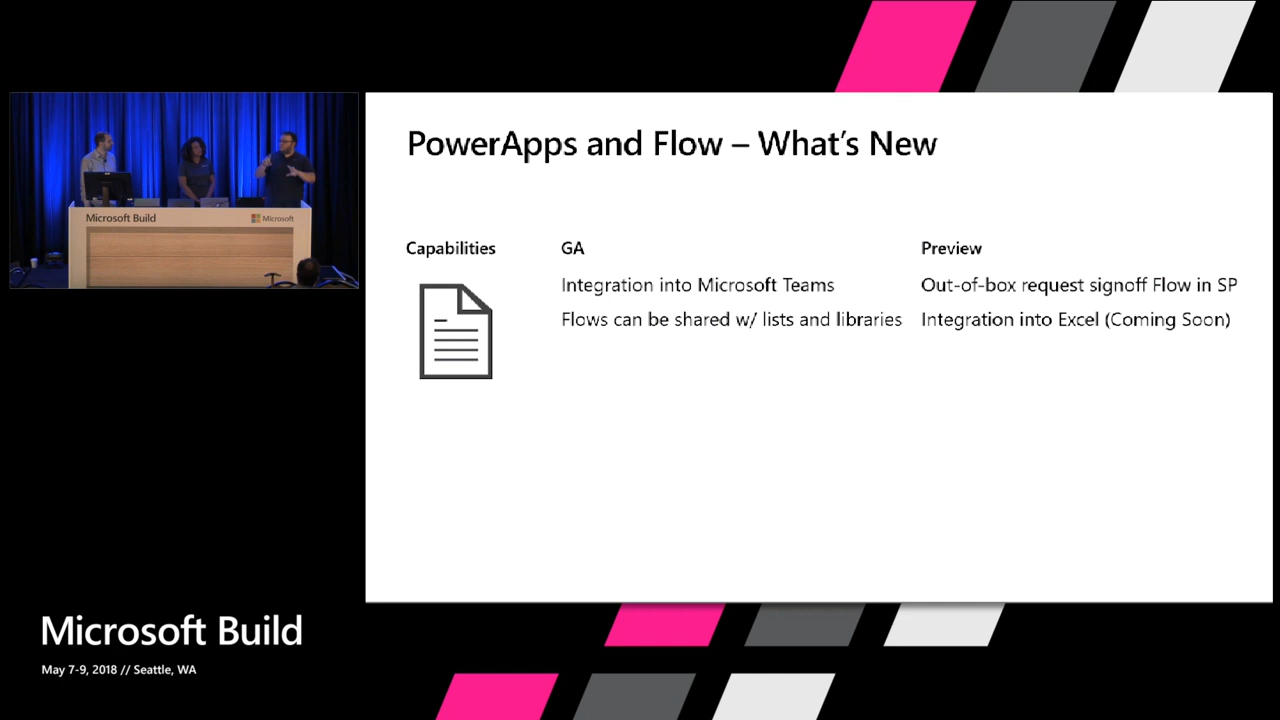 PowerApps and Flow – What's New
Capabilities
GA
Preview
Integration into Microsoft Teams
Out-of-box request signoff Flow in SP
Flows can be shared w/ lists and libraries
Integration into Excel (Coming Soon)
Microsoft Build
Microsoft
Microsoft Build
May 7-9, 2018 // Seattle, WA